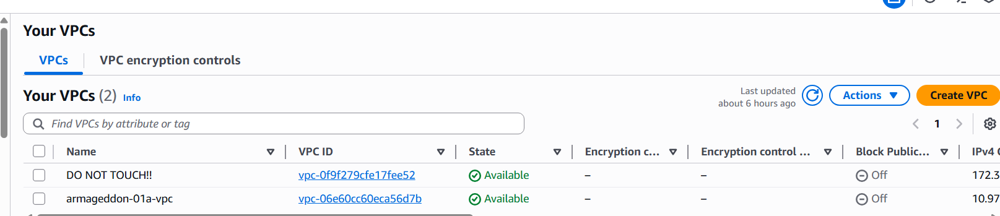 Your VPCs
VPCs VPC encryption controls
Your VPCs (2) Info
Last updated
about 6 hours ago
Actions
Create VPC
Find VPCs by attribute or tag
1
Name VPC ID State Encryption c... Encryption control ... Block Public... IPv4
DO NOT TOUCH!! vpc-0f9f279cfe17fee52 Available – – Off 172.3
armageddon-01a-vpc vpc-06e60cc60eca56d7b Available – – Off 10.97